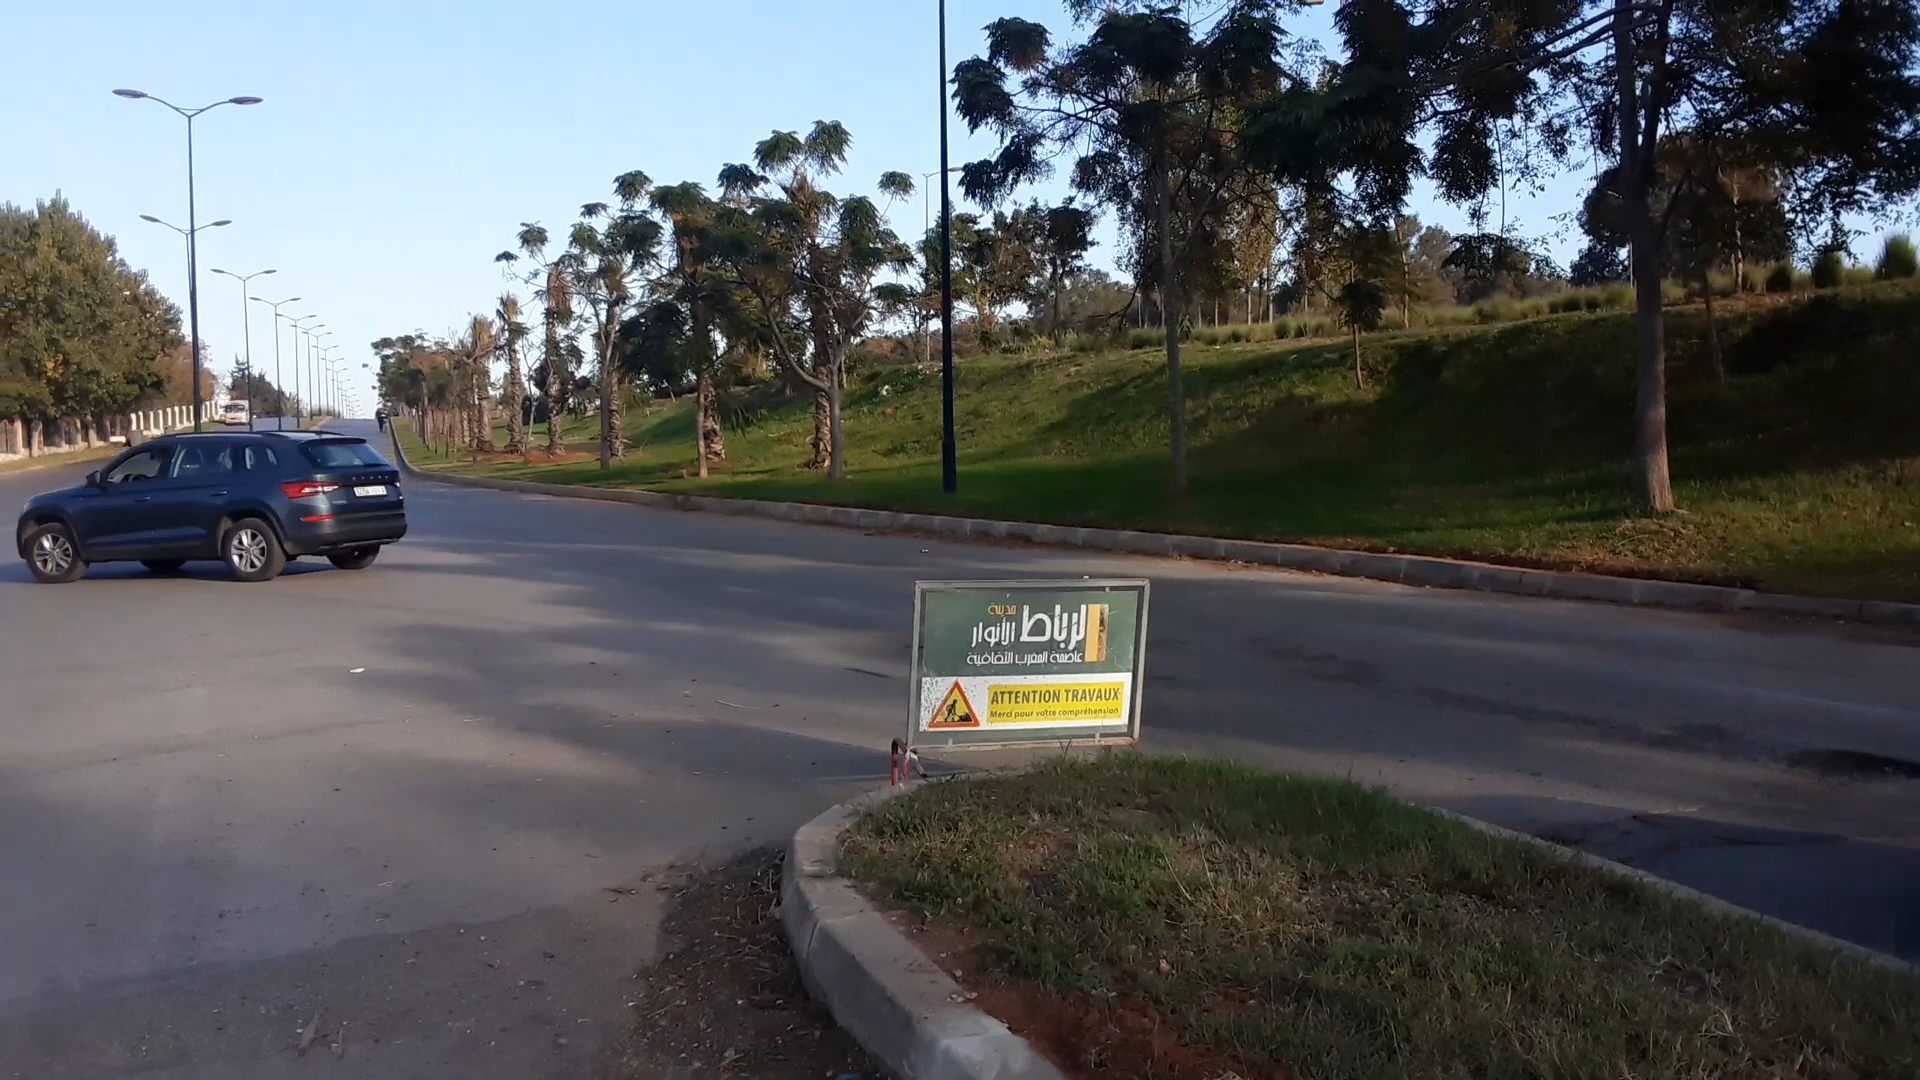 الرباط مدينة الأنوار
عاصمة المغرب الثقافية
ATTENTION TRAVAUX
Merci pour votre compréhension